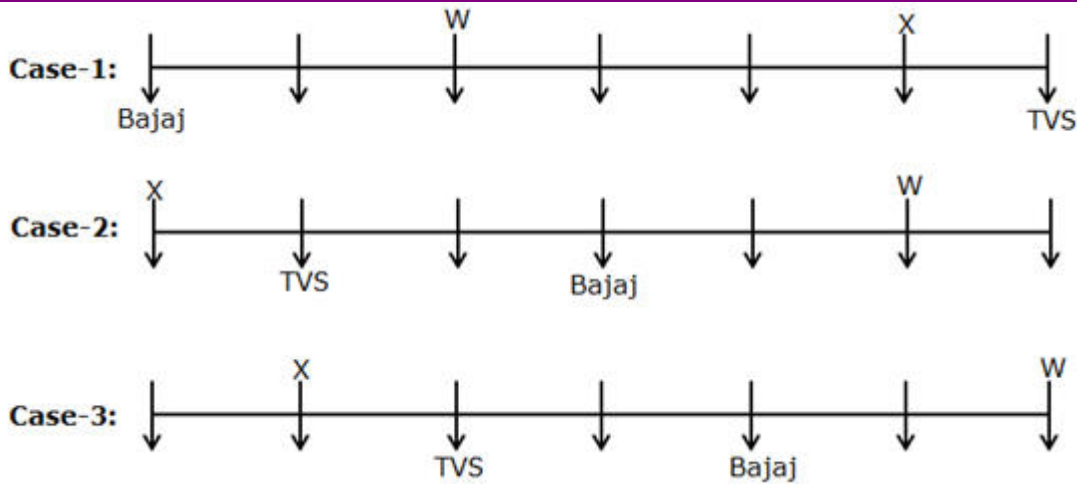 W X
Case-1:
Bajaj TVS
X W
Case-2:
TVS Bajaj
X W
Case-3:
TVS Bajaj